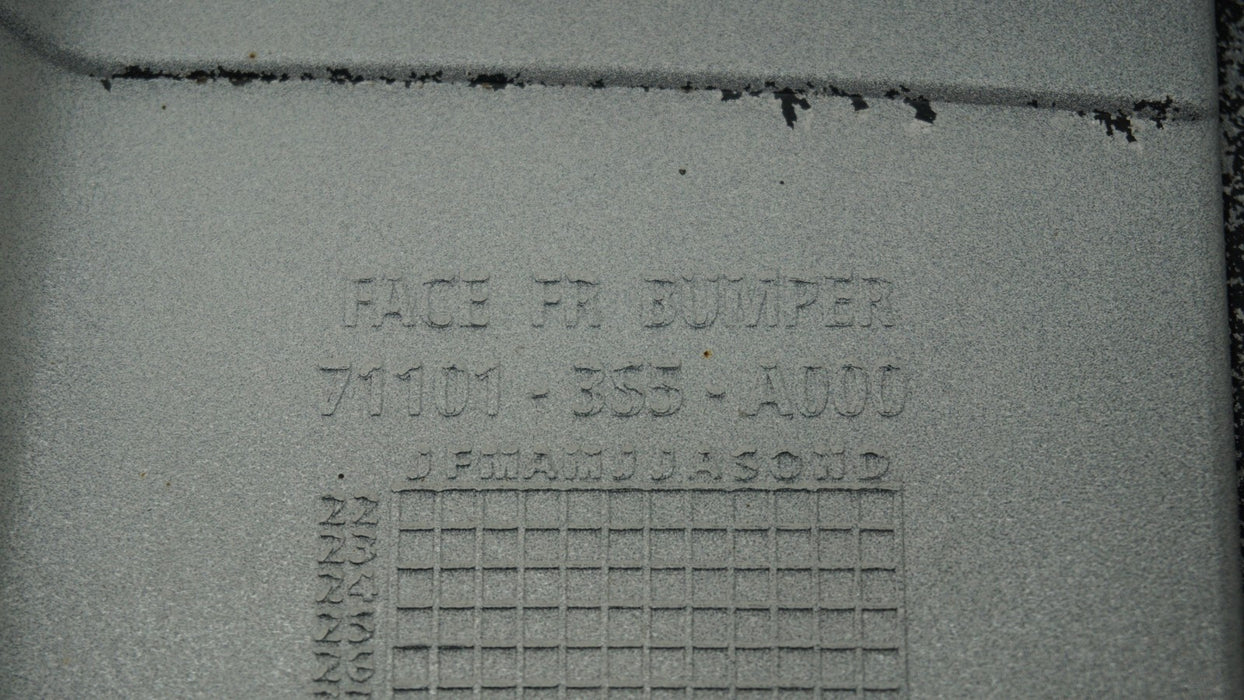 FACE FR BUMPER
71101 - 3S5 - A000
J F M A M J J A S O N D
22
23
24
25
26